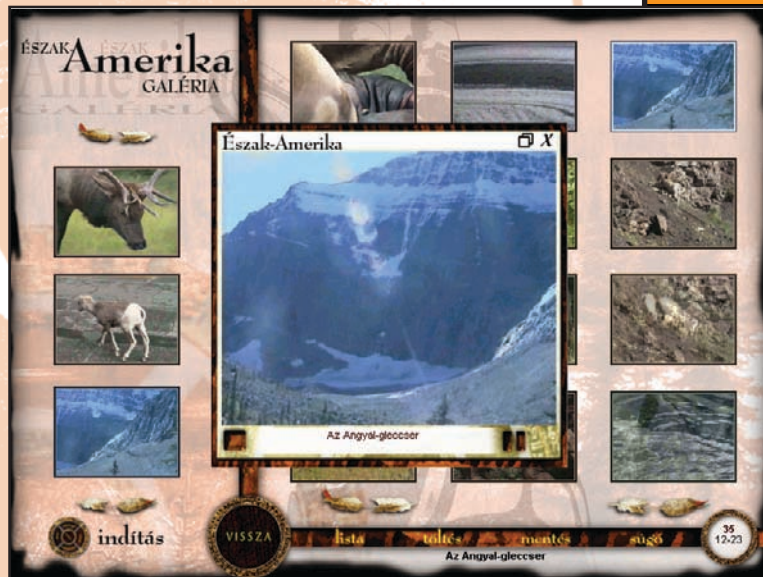 ÉSZAK
Amerika
GALÉRIA
Észak-Amerika X
Az Angyal-gleccser
indítás
VISSZA
lista töltés mentés súgó
35
12-23
Az Angyal-gleccser